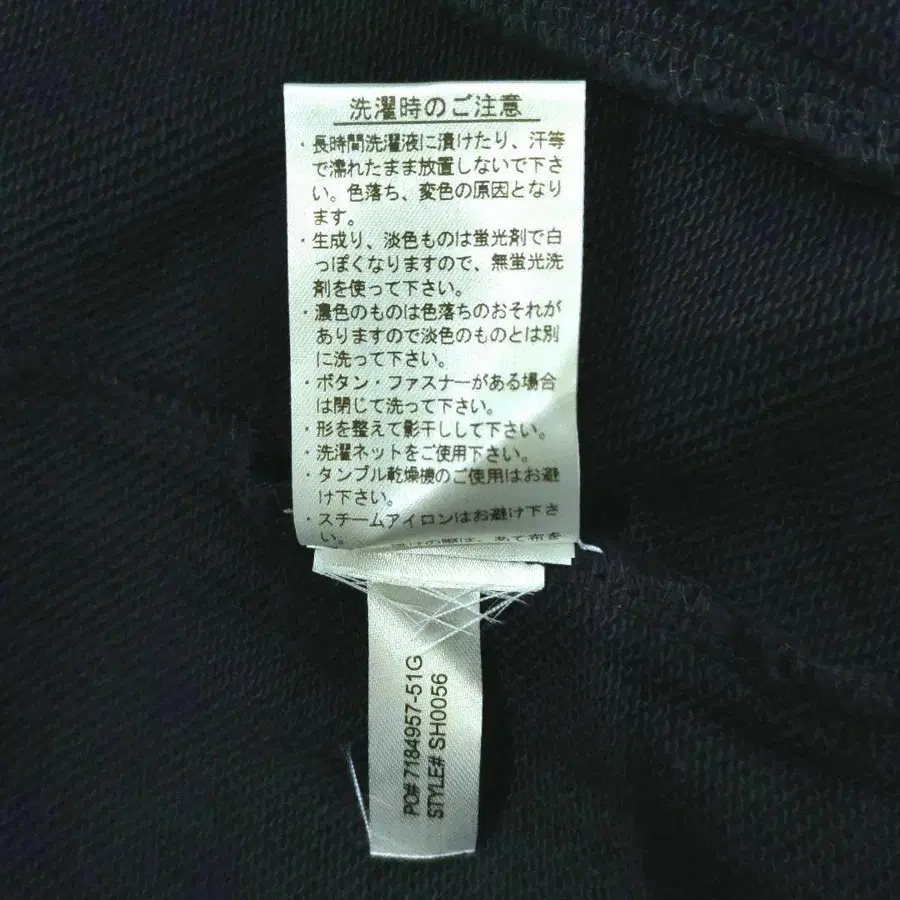 洗濯時のご注意
・長時間洗濯液に漬けたり、汗等
で濡れたまま放置しないで下さ
い。色落ち、変色の原因となり
ます。
・生成り、淡色ものは蛍光剤で白
っぽくなりますので、無蛍光洗
剤を使って下さい。
・濃色のものは色落ちのおそれが
ありますので淡色のものとは別
に洗って下さい。
・ボタン・ファスナーがある場合
は閉じて洗って下さい。
・形を整えて影干しして下さい。
・洗濯ネットをご使用下さい。
・タンブル乾燥機のご使用はお避
け下さい。
・スチームアイロンはお避け下さ
い。
の際は、あて布を
PO# 7184957-51G
STYLE# SH0056